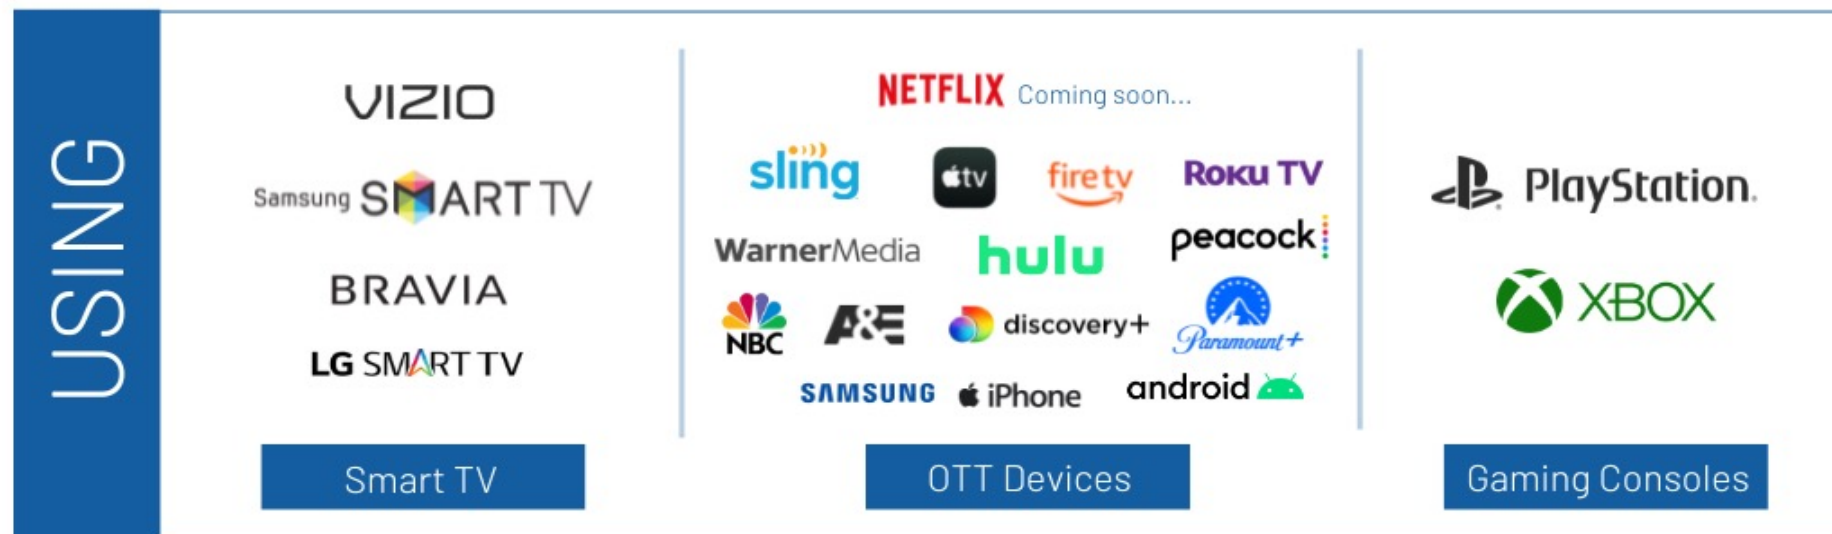 USING
VIZIO
Samsung SMART TV
BRAVIA
LG SMART TV
Smart TV
NETFLIX Coming soon...
sling tv fire tv ROKU TV
WarnerMedia hulu peacock
NBC A&E discovery+ Paramount+
SAMSUNG iPhone android
OTT Devices
PlayStation.
XBOX
Gaming Consoles